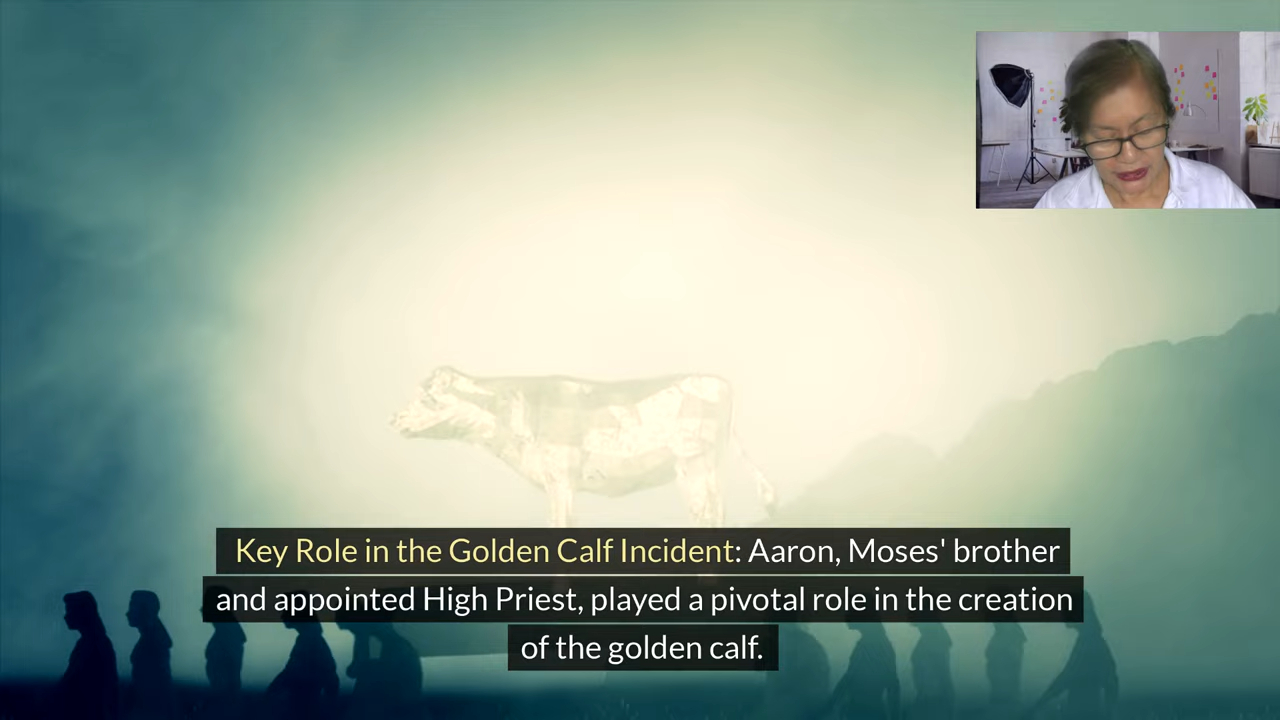 Key Role in the Golden Calf Incident: Aaron, Moses' brother
and appointed High Priest, played a pivotal role in the creation
of the golden calf.